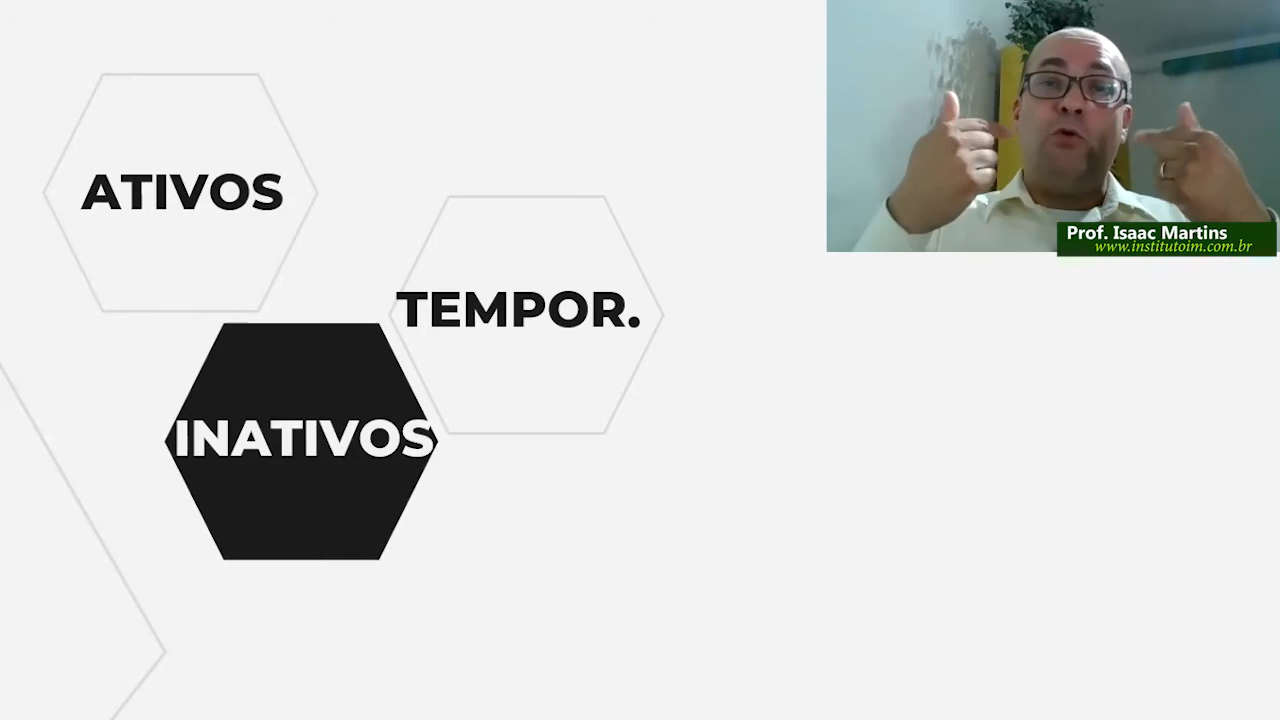 ATIVOS
TEMPOR.
INATIVOS
Prof. Isaac Martins
www.institutoim.com.br